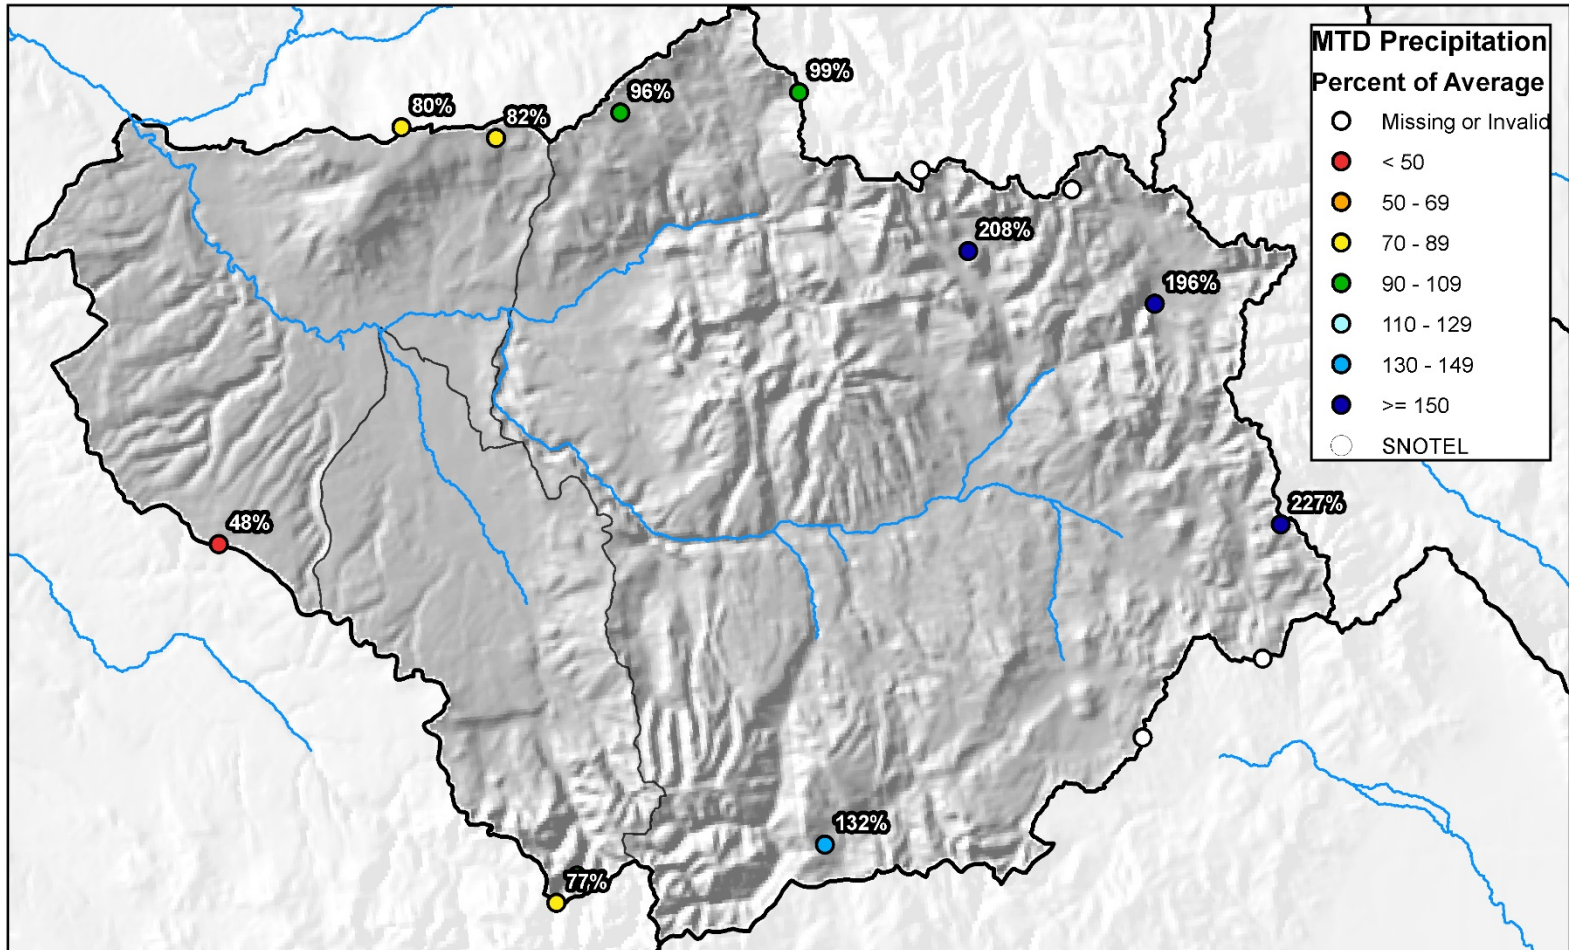 MTD Precipitation
Percent of Average
Missing or Invalid
< 50
50 - 69
70 - 89
90 - 109
110 - 129
130 - 149
>= 150
SNOTEL
99%
80%
96%
82%
208%
196%
227%
48%
132%
77%